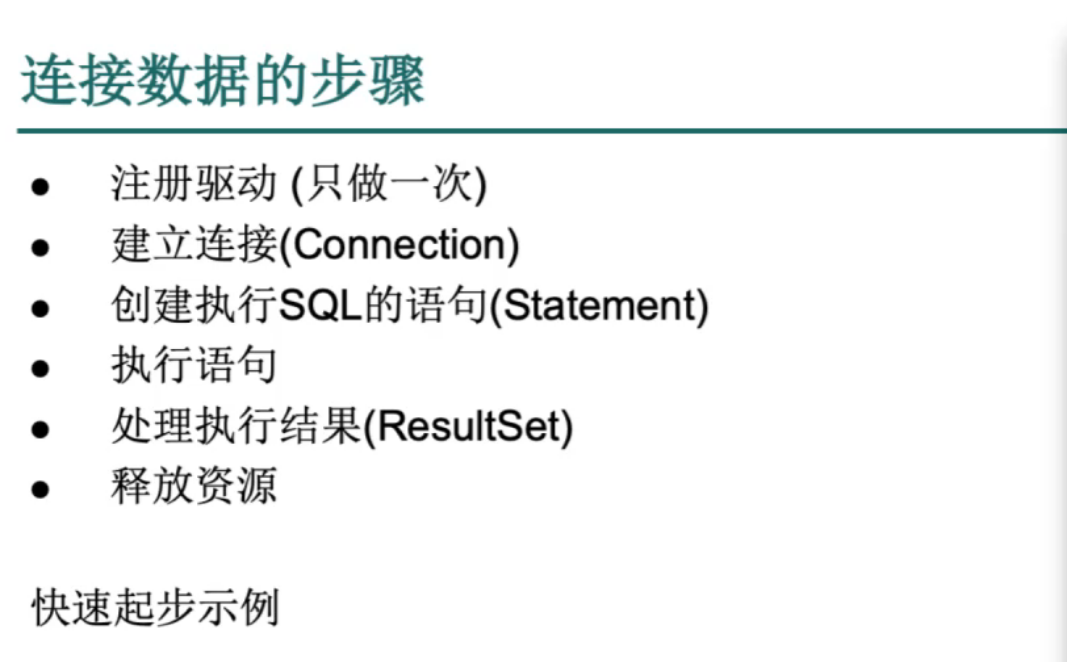 连接数据的步骤
● 注册驱动 (只做一次)
● 建立连接(Connection)
● 创建执行SQL的语句(Statement)
● 执行语句
● 处理执行结果(ResultSet)
● 释放资源
快速起步示例